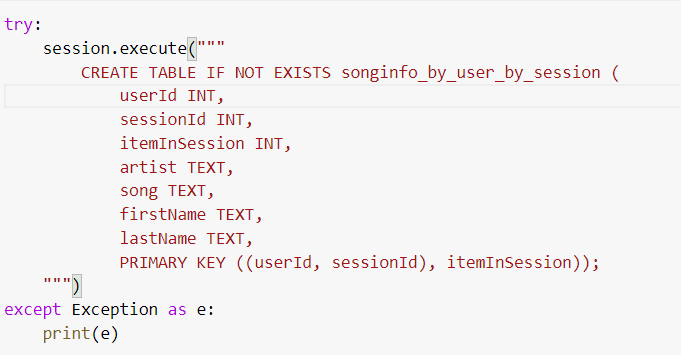 try:
    session.execute("""
        CREATE TABLE IF NOT EXISTS songinfo_by_user_by_session (
            userId INT,
            sessionId INT,
            itemInSession INT,
            artist TEXT,
            song TEXT,
            firstName TEXT,
            lastName TEXT,
            PRIMARY KEY ((userId, sessionId), itemInSession));
    """)
except Exception as e:
    print(e)